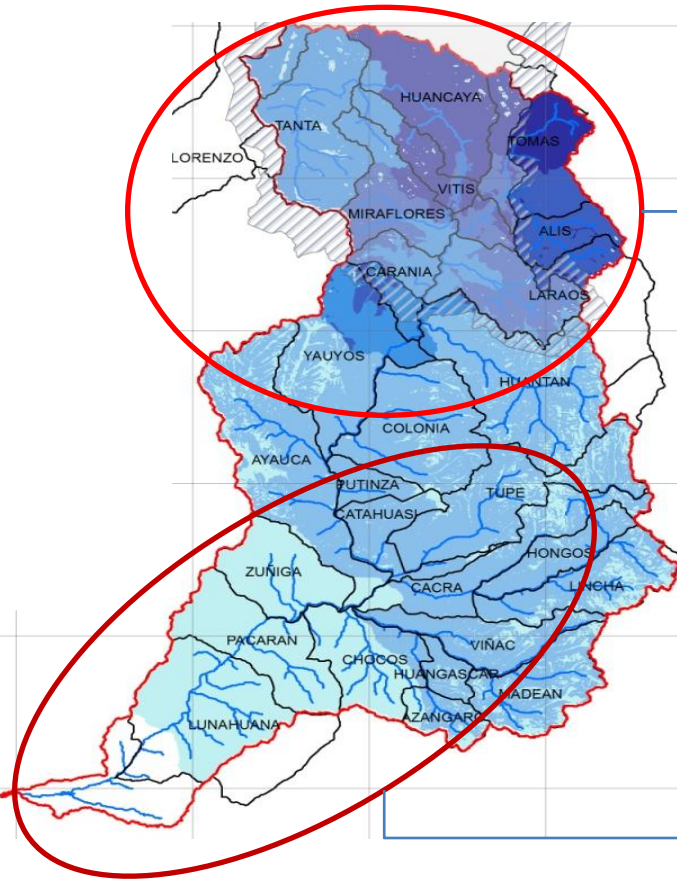 HUANCAYA
TANTA
TOMAS
LORENZO
VITIS
MIRAFLORES
ALIS
CARANIA
LARAOS
YAUYOS
HUANTAN
COLONIA
AYAUCA
PUTINZA
TUPE
CATAHUASI
HONGOS
ZUÑIGA
CACRA
LINCHA
PACARAN
VIÑAC
CHOCOS
HUANGASCAR
MADEAN
AZANGARO
LUNAHUANA